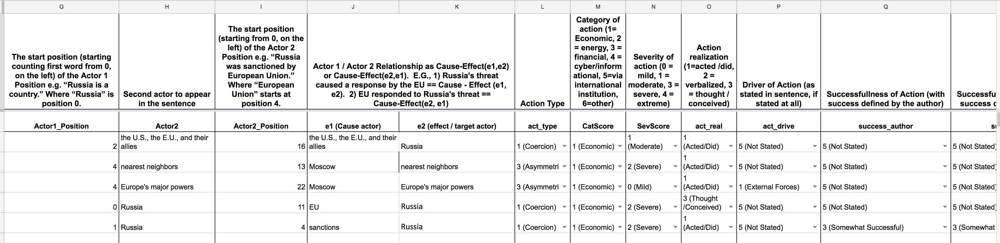 G H I J K L M N O P Q
The start position (starting
counting first word from 0,
on the left) of the Actor 1
Position e.g. “Russia is a
country.” Where “Russia” is
position 0.
Second actor to appear
in the sentence
The start position
(starting from 0, on the
left) of the Actor 2
Position e.g. “Russia
was sanctioned by
European Union.”
Where “European
Union” starts at
position 4.
Actor 1 / Actor 2 Relationship as Cause-Effect(e1,e2)
or Cause-Effect(e2,e1). E.G., 1) Russia's threat
caused a response by the EU == Cause - Effect (e1,
e2). 2) EU responded to Russia's threat ==
Cause-Effect(e2, e1)
Action Type
Category of
action (1=
Economic, 2
= energy, 3 =
financial, 4 =
cyber/inform
ational, 5=via
international
institution,
6=other)
Severity of
action (0 =
mild, 1 =
moderate, 3 =
severe, 4 =
extreme)
Action
realization
(1=acted /did,
2 =
verbalized, 3
= thought /
conceived)
Driver of Action (as
stated in sentence, if
stated at all)
Successfullness of Action (with
success defined by the author)
Successfu
success d
Actor1_Position Actor2 Actor2_Position e1 (Cause actor) e2 (effect / target actor) act_type CatScore SevScore act_real act_drive success_author su
2 the U.S., the E.U., and their allies 16 the U.S., the E.U., and their allies Russia 1 (Coercion) 1 (Economic) 1 (Moderate) 1 (Acted/Did) 5 (Not Stated) 5 (Not Stated) 5 (Not Stated)
4 nearest neighbors 13 Moscow nearest neighbors 3 (Asymmetri 1 (Economic) 2 (Severe) 1 (Acted/Did) 5 (Not Stated) 5 (Not Stated) 5 (Not Stated)
4 Europe's major powers 22 Moscow Europe's major powers 3 (Asymmetri 1 (Economic) 0 (Mild) 1 (Acted/Did) 1 (External Forces) 5 (Not Stated) 5 (Not Stated)
0 Russia 11 EU Russia 1 (Coercion) 1 (Economic) 2 (Severe) 3 (Thought /Conceived) 5 (Not Stated) 5 (Not Stated) 5 (Not Stated)
1 Russia 4 sanctions Russia 1 (Coercion) 1 (Economic) 2 (Severe) 1 (Acted/Did) 5 (Not Stated) 3 (Somewhat Successful) 3 (Somewhat